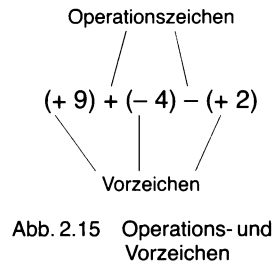 Operationszeichen
(+ 9) + (− 4) − (+ 2)
Vorzeichen
Abb. 2.15 Operations- und
Vorzeichen